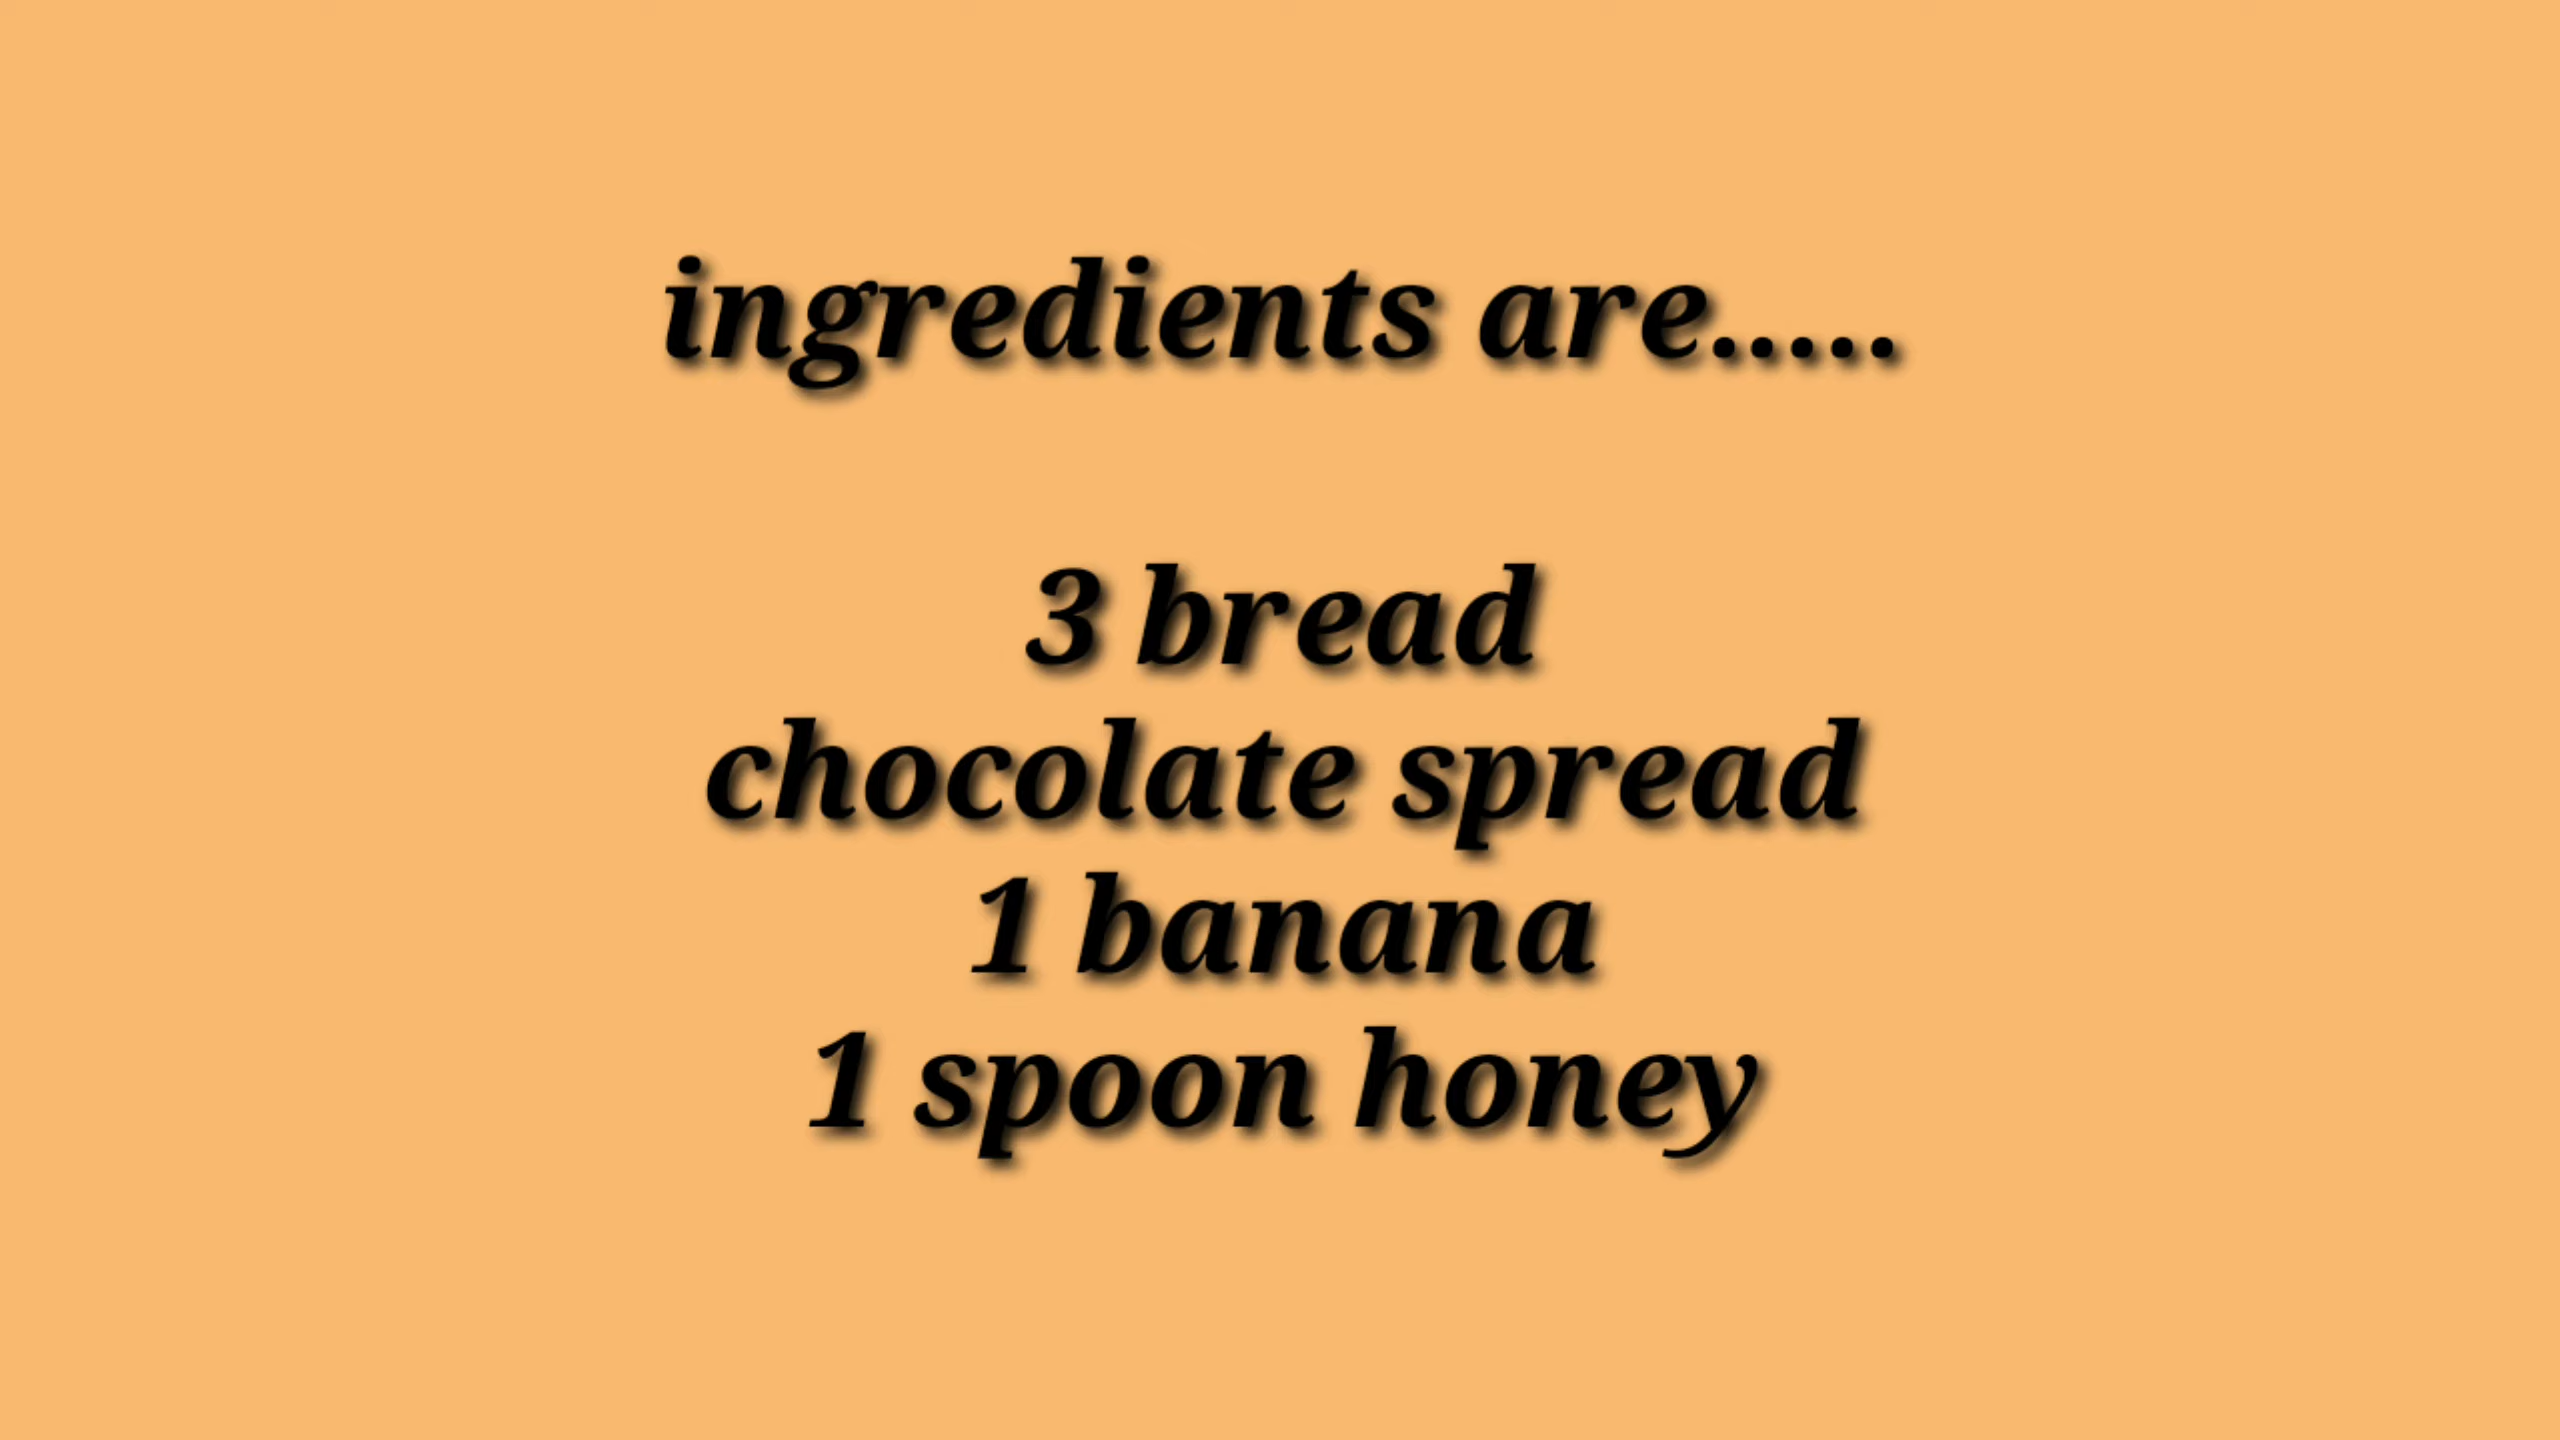 ingredients are.....
3 bread
chocolate spread
1 banana
1 spoon honey